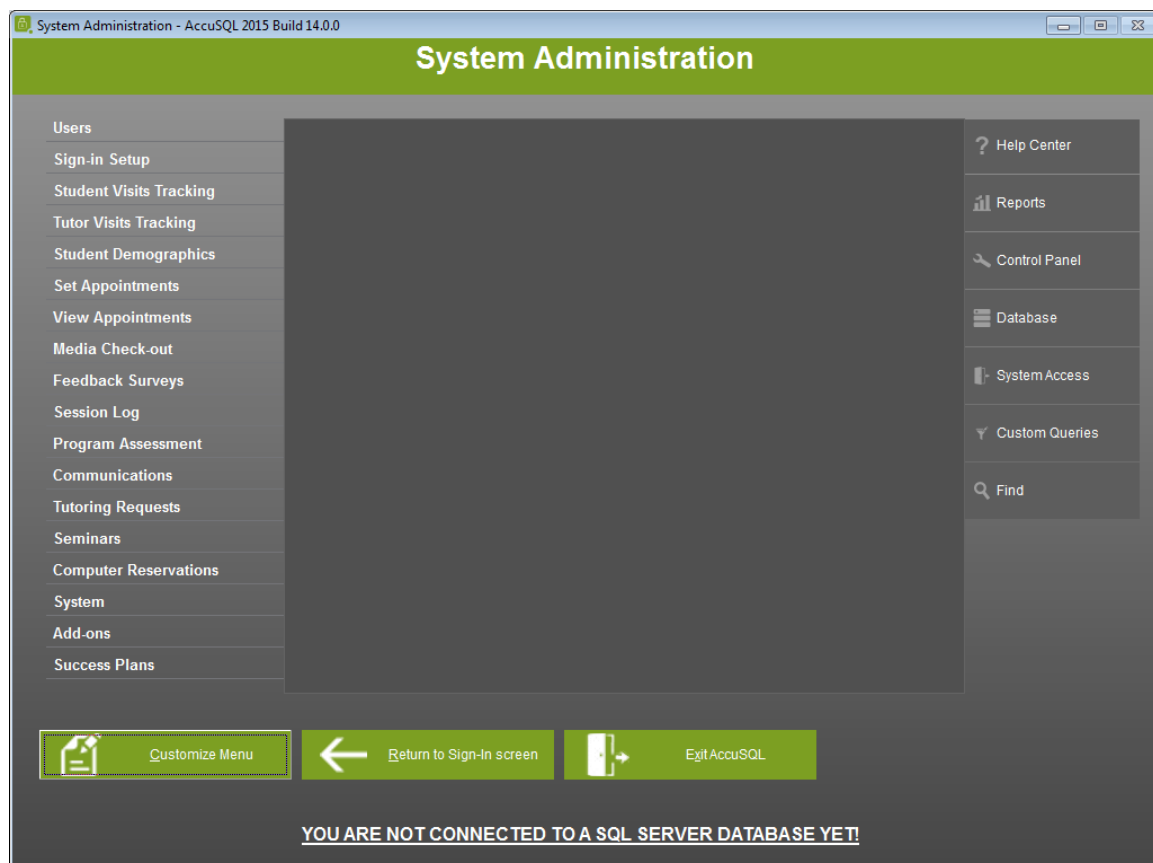 System Administration - AccuSQL 2015 Build 14.0.0
System Administration
Users
Sign-in Setup
Student Visits Tracking
Tutor Visits Tracking
Student Demographics
Set Appointments
View Appointments
Media Check-out
Feedback Surveys
Session Log
Program Assessment
Communications
Tutoring Requests
Seminars
Computer Reservations
System
Add-ons
Success Plans
? Help Center
Reports
Control Panel
Database
System Access
Custom Queries
Find
Customize Menu
Return to Sign-In screen
Exit AccuSQL
YOU ARE NOT CONNECTED TO A SQL SERVER DATABASE YET!